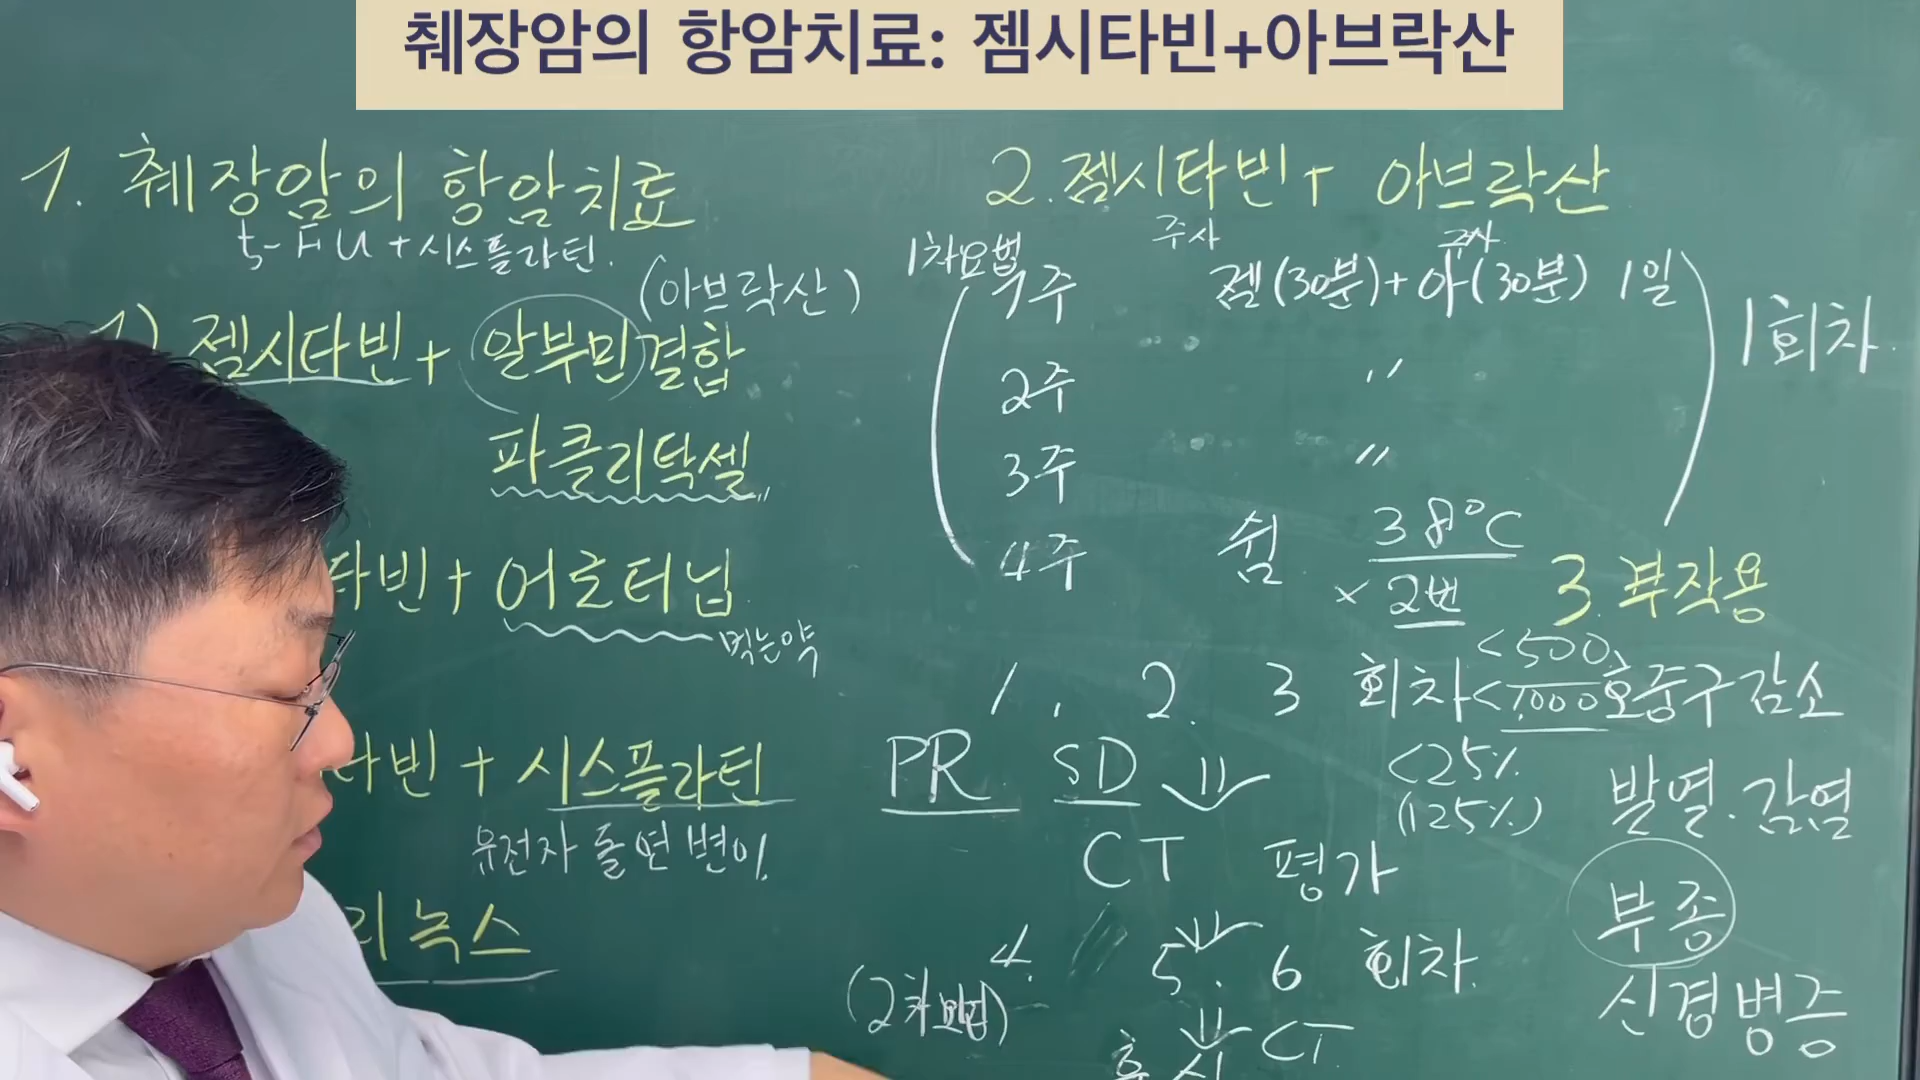 췌장암의 항암치료: 젬시타빈+아브락산
1. 췌장암의 항암치료
5-FU + 시스플라틴.
(아브락산)
1) 젬시타빈 + 알부민결합
파클리탁셀
타빈 + 어로터닙
먹는약
타빈 + 시스플라틴
유전자 돌연변이
리녹스
2. 젬시타빈 + 아브락산
주사 주사
1차요법 1주 젬(30분)+아(30분) 1일
1회차
2주 〃
3주 〃
4주 쉼
38°C
× 2번
3. 부작용
1. 2. 3 회차
<500
<1,000 호중구감소
PR SD
<25%
(125%)
발열. 감염
CT 평가
부종
4. 5. 6 회차
(2차요법)
신경병증
CT
휴식